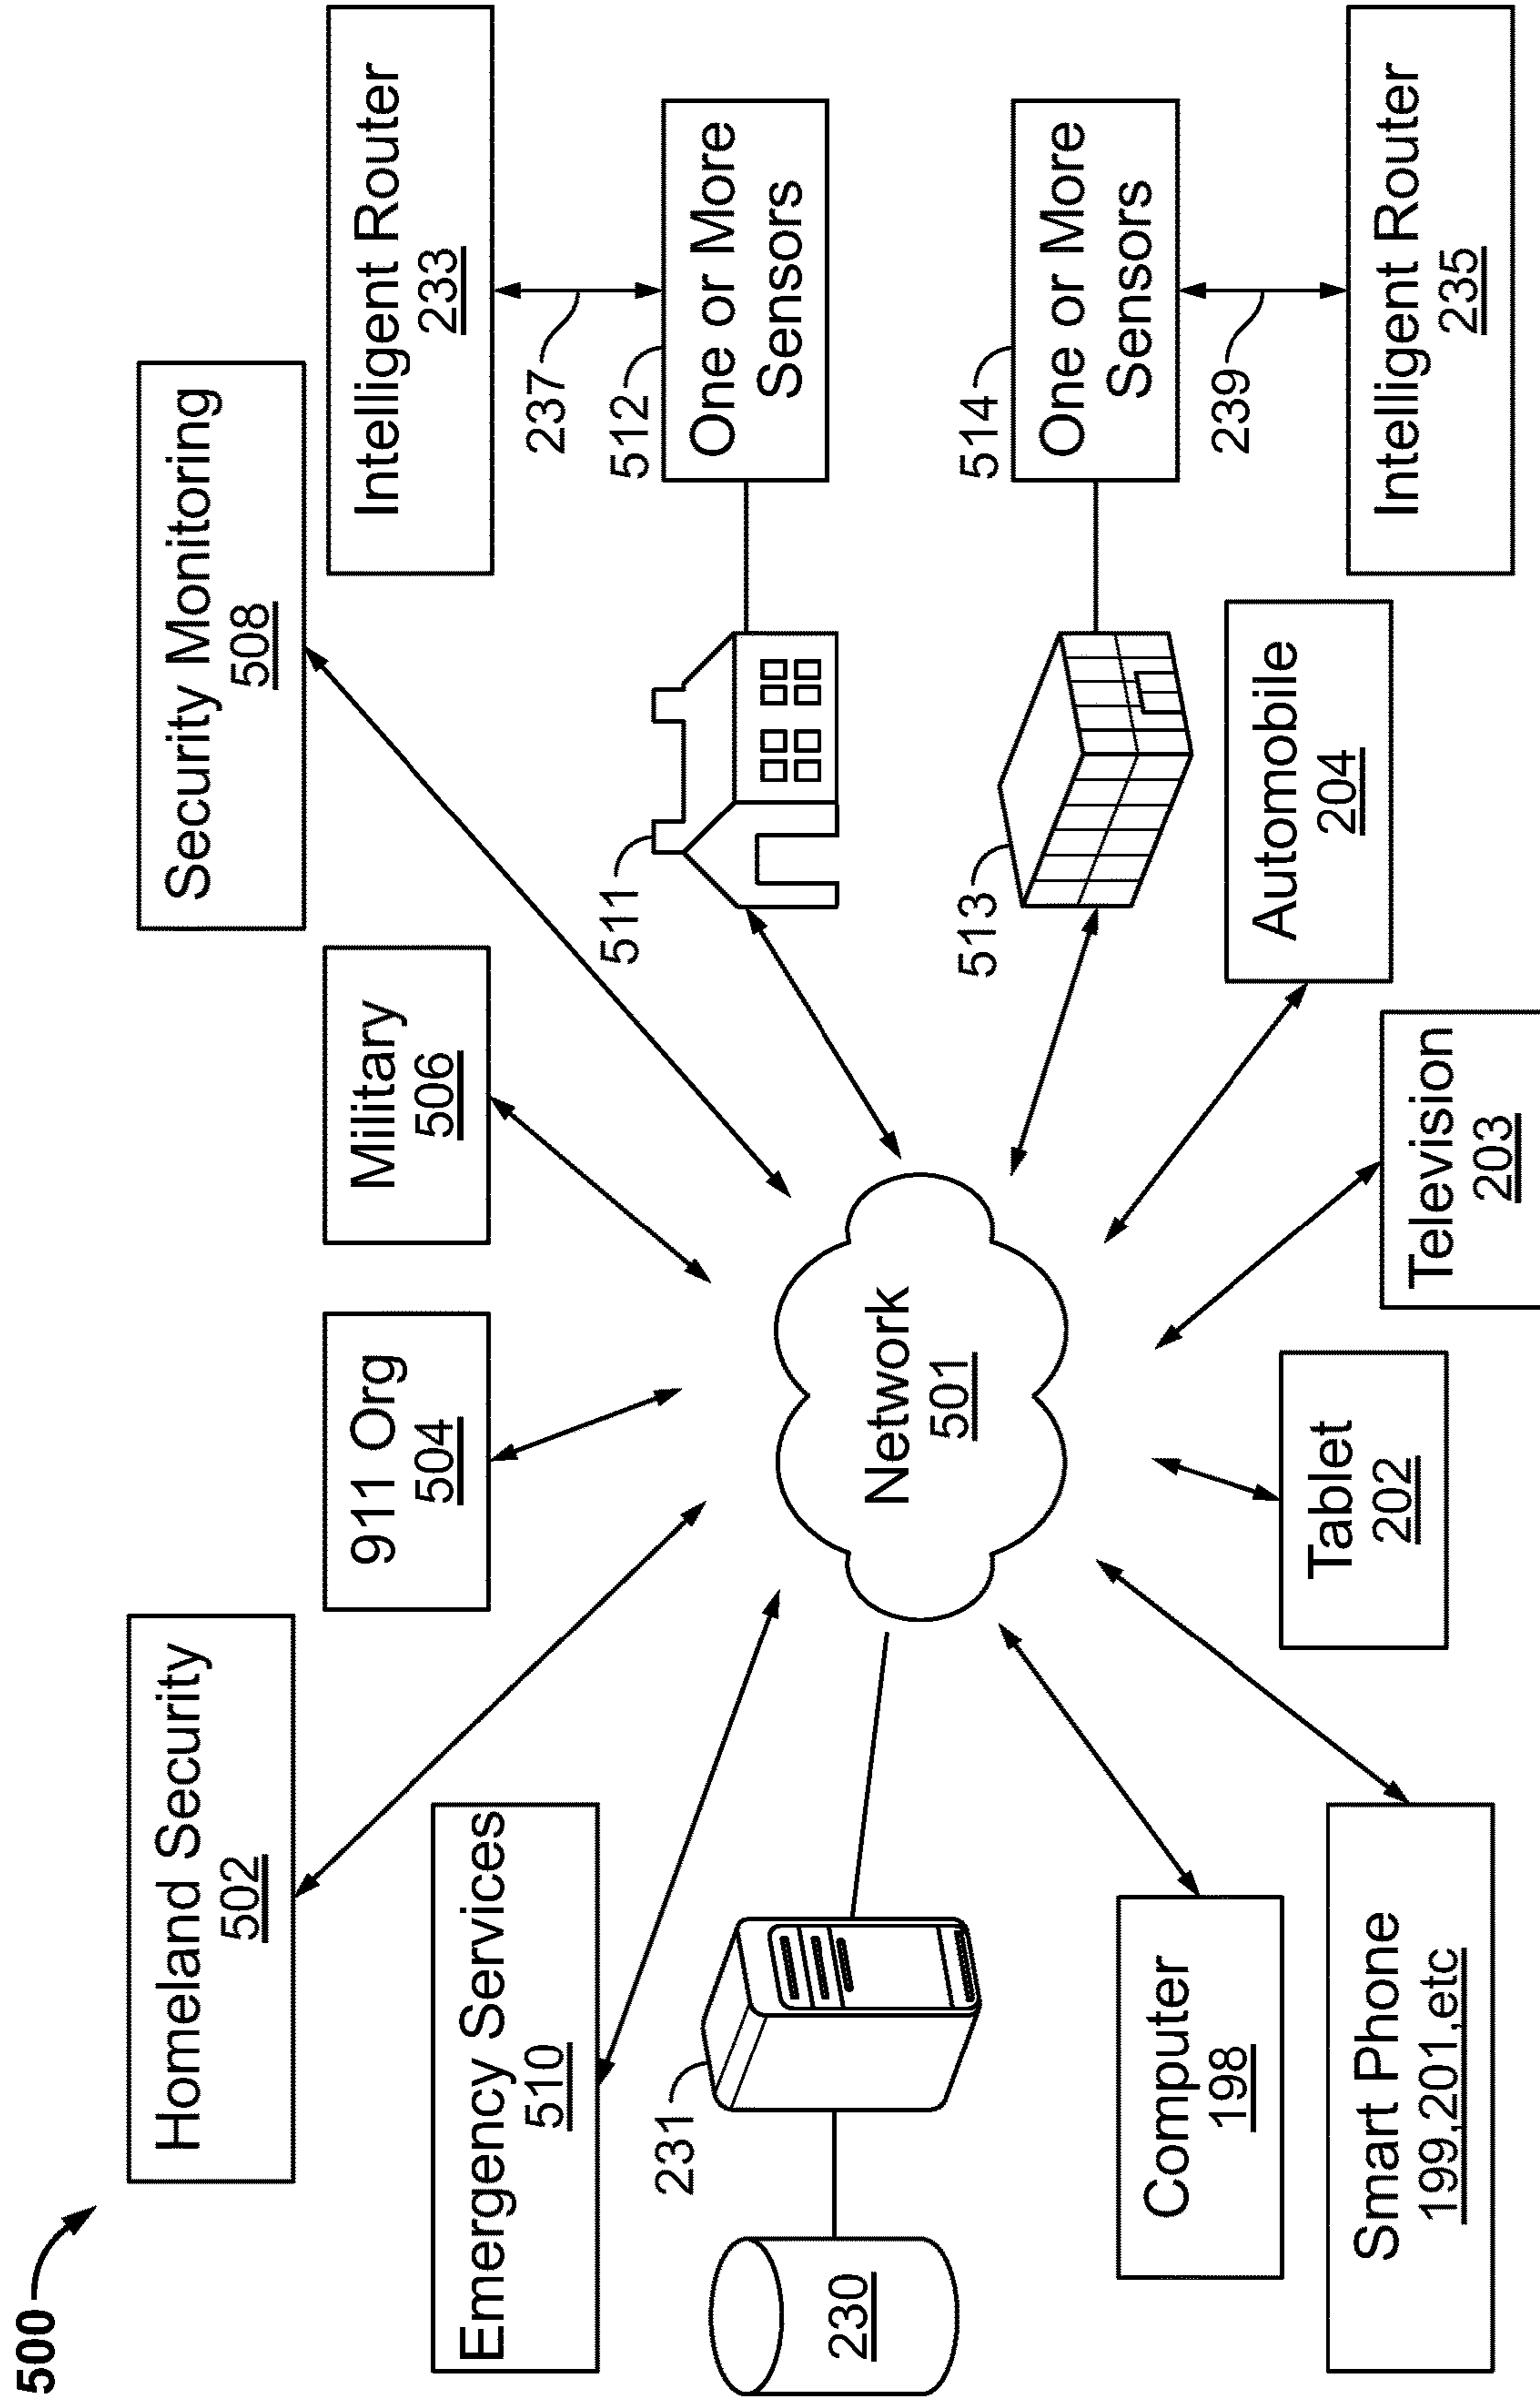 500
Homeland Security
502
911 Org
504
Military
506
Security Monitoring
508
Emergency Services
510
Intelligent Router
233
237
512
One or More
Sensors
511
231
230
Network
501
513
514
One or More
Sensors
239
Intelligent Router
235
Computer
198
Smart Phone
199,201,etc
Tablet
202
Television
203
Automobile
204